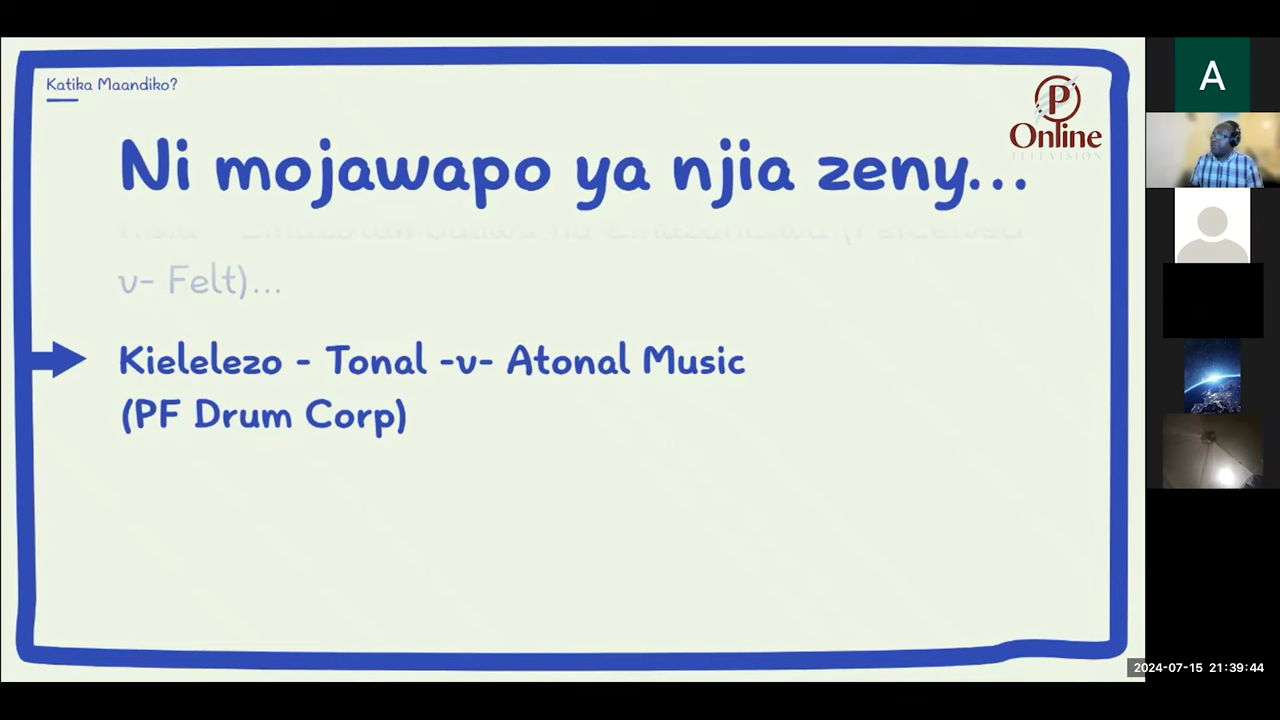 Katika Maandiko?
P
Online
TELEVISION
Ni mojawapo ya njia zeny...
v- Felt)...
Kielelezo - Tonal -v- Atonal Music
(PF Drum Corp)
A
2024-07-15 21:39:44